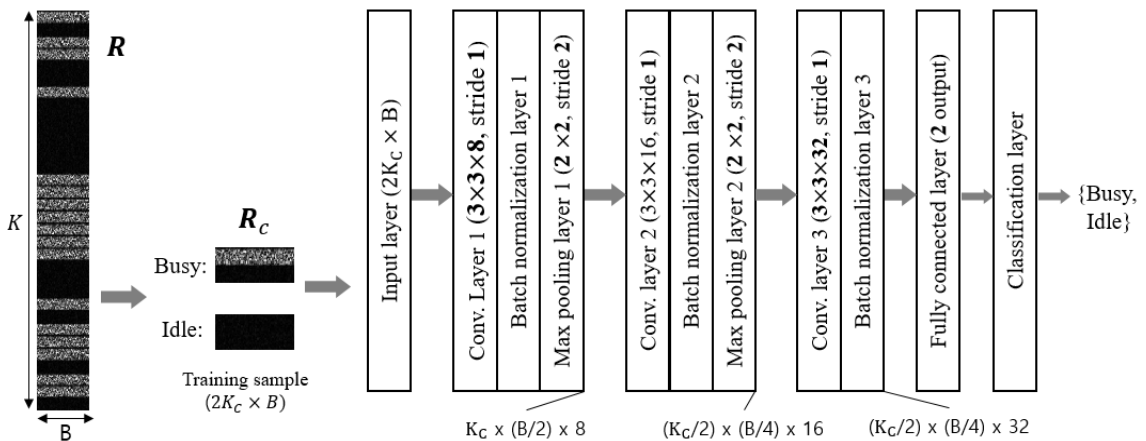 R
K
B
R_c
Busy:
Idle:
Training sample
(2K_C × B)
Input layer (2K_C × B)
Conv. Layer 1 (3×3×8, stride 1)
Batch normalization layer 1
Max pooling layer 1 (2 ×2, stride 2)
K_C × (B/2) × 8
Conv. layer 2 (3×3×16, stride 1)
Batch normalization layer 2
Max pooling layer 2 (2 ×2, stride 2)
(K_C/2) × (B/4) × 16
Conv. layer 3 (3×3×32, stride 1)
Batch normalization layer 3
(K_C/2) × (B/4) × 32
Fully connected layer (2 output)
Classification layer
{Busy,
Idle}